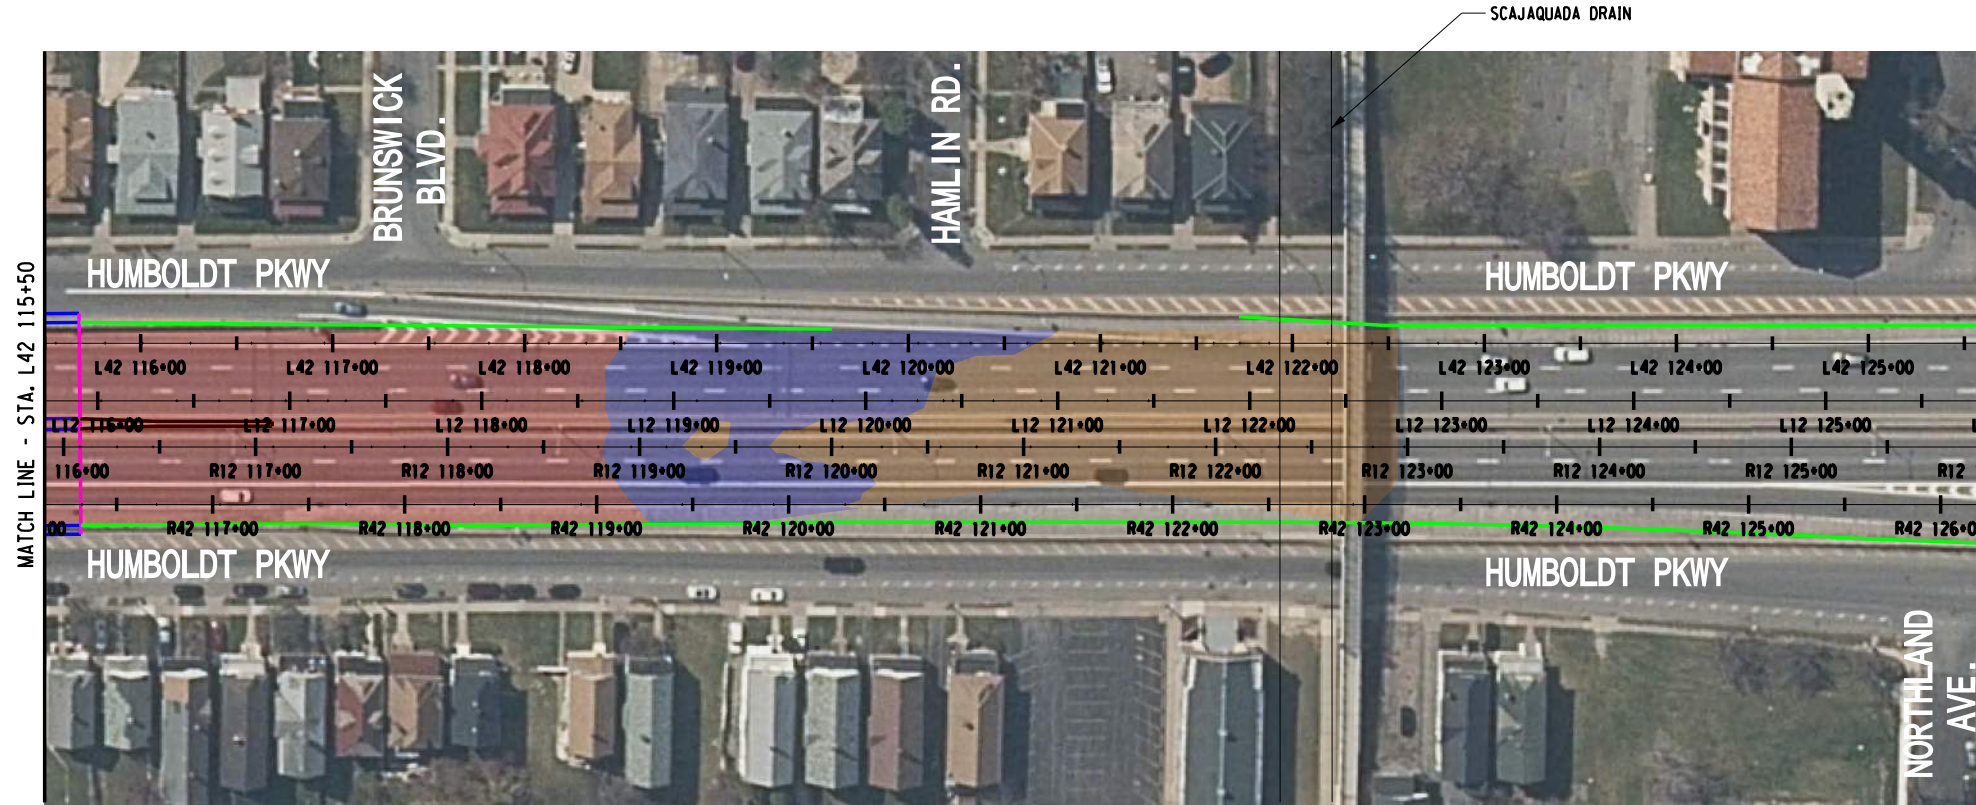 SCAJAQUADA DRAIN
BRUNSWICK
BLVD.
HAMLIN RD.
HUMBOLDT PKWY
HUMBOLDT PKWY
MATCH LINE - STA. L42 115+50
L42 116+00 L42 117+00 L42 118+00 L42 119+00 L42 120+00 L42 121+00 L42 122+00 L42 123+00 L42 124+00 L42 125+00
L12 116+00 L12 117+00 L12 118+00 L12 119+00 L12 120+00 L12 121+00 L12 122+00 L12 123+00 L12 124+00 L12 125+00 L
116+00 R12 117+00 R12 118+00 R12 119+00 R12 120+00 R12 121+00 R12 122+00 R12 123+00 R12 124+00 R12 125+00 R12
00 R42 117+00 R42 118+00 R42 119+00 R42 120+00 R42 121+00 R42 122+00 R42 123+00 R42 124+00 R42 125+00 R42 126+0
HUMBOLDT PKWY
HUMBOLDT PKWY
NORTHLAND
AVE.